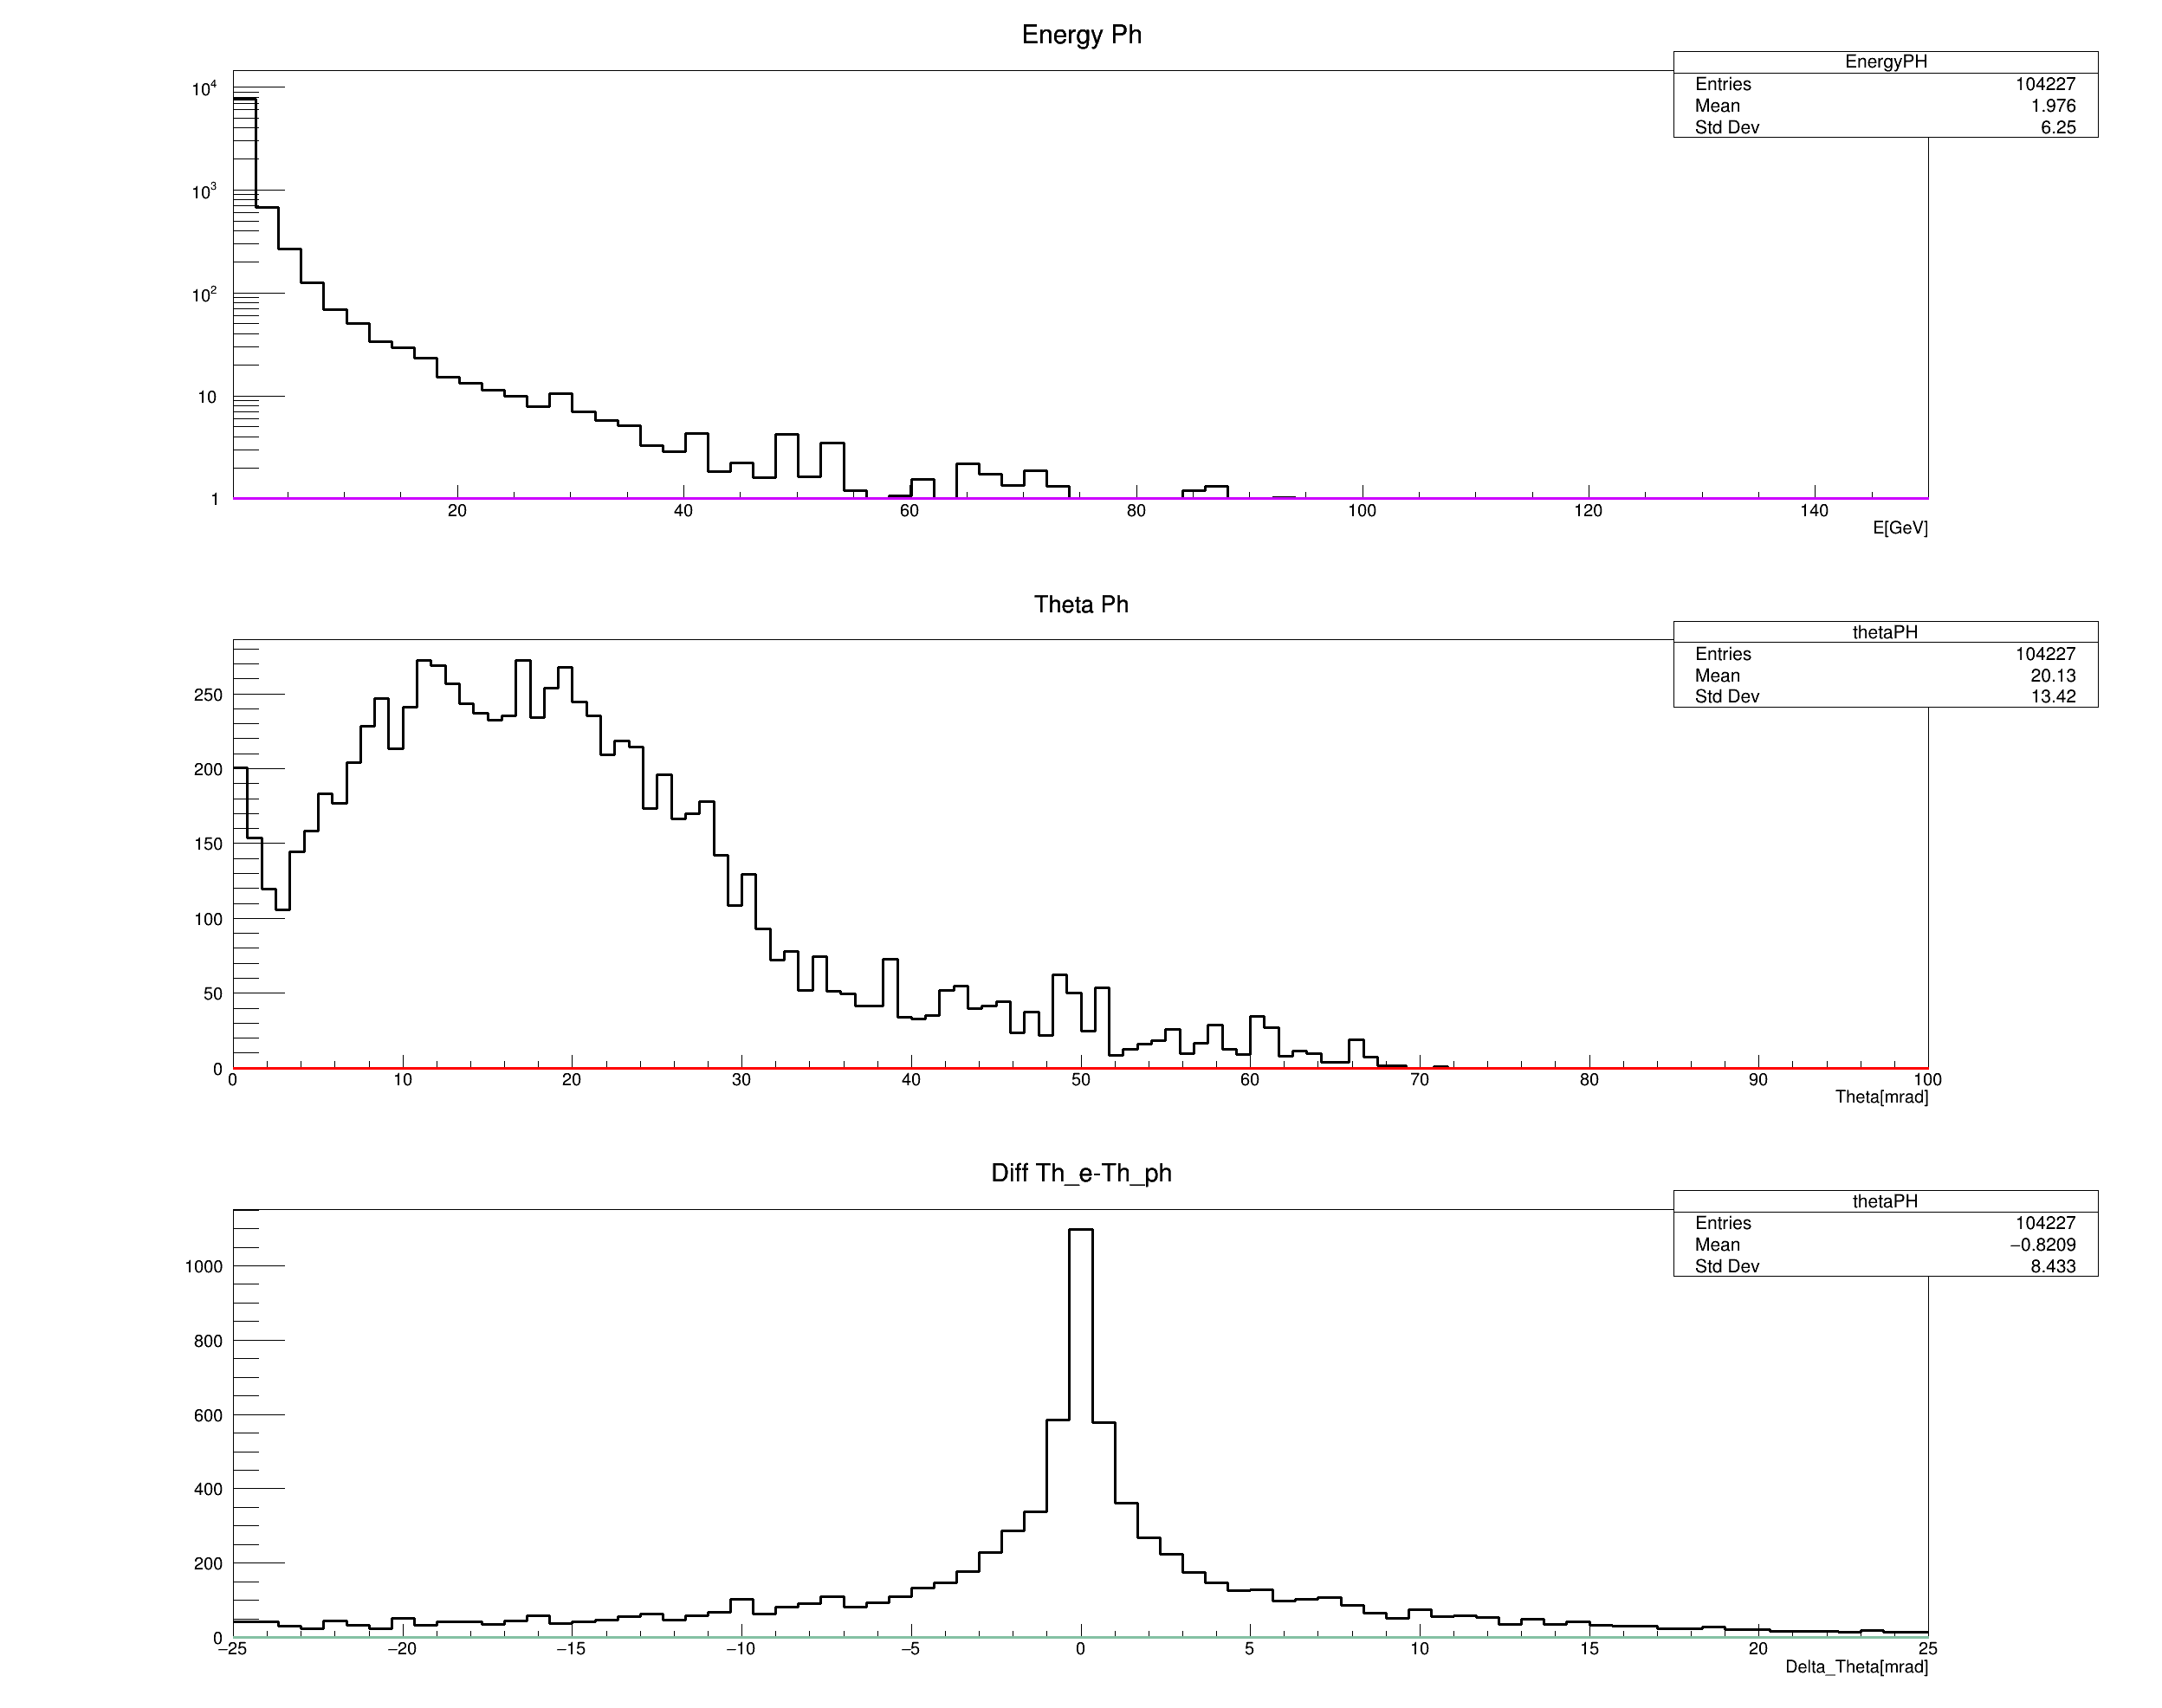 Energy Ph
EnergyPH
Entries 104227
Mean 1.976
Std Dev 6.25
10^4
10^3
10^2
10
1
20 40 60 80 100 120 140
E[GeV]
Theta Ph
thetaPH
Entries 104227
Mean 20.13
Std Dev 13.42
250
200
150
100
50
0
0 10 20 30 40 50 60 70 80 90 100
Theta[mrad]
Diff Th_e-Th_ph
thetaPH
Entries 104227
Mean −0.8209
Std Dev 8.433
1000
800
600
400
200
0
−25 −20 −15 −10 −5 0 5 10 15 20 25
Delta_Theta[mrad]